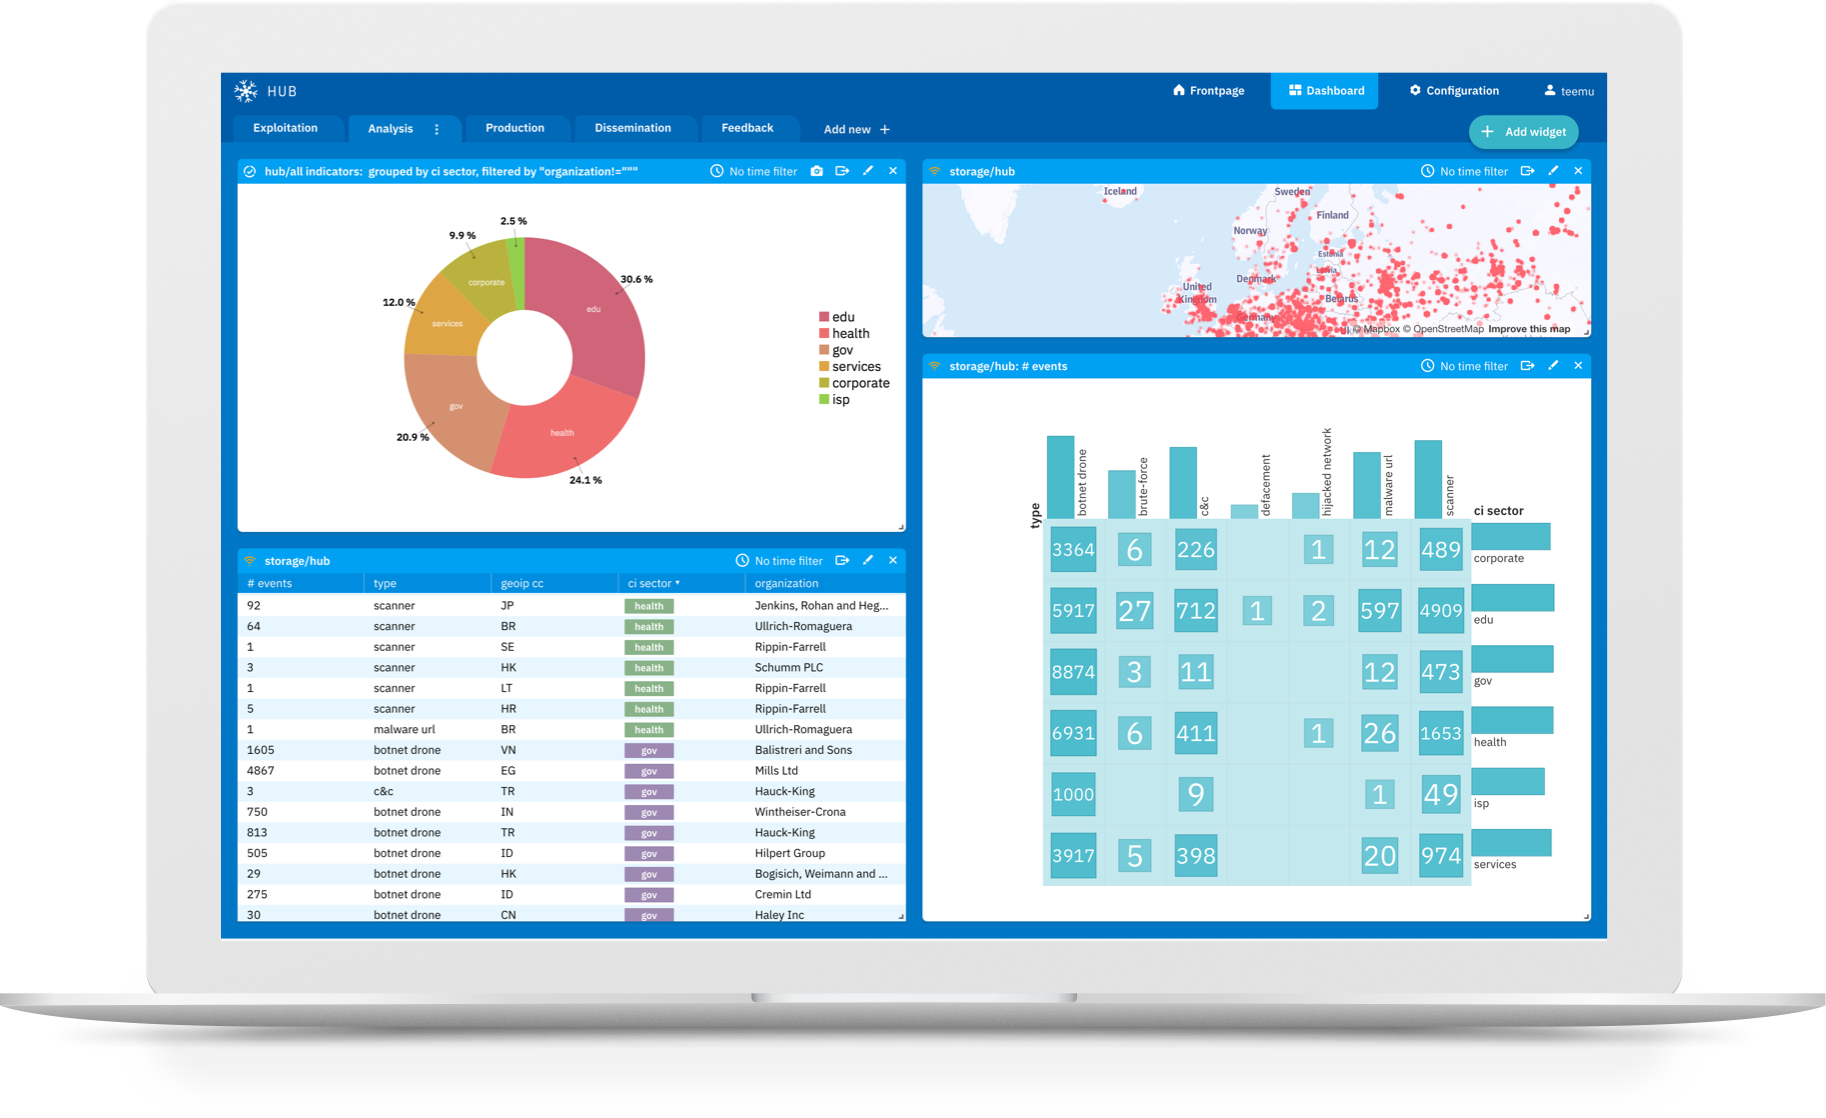 HUB
Frontpage
Dashboard
Configuration
teemu
Exploitation
Analysis
Production
Dissemination
Feedback
Add new +
+ Add widget
hub/all indicators: grouped by ci sector, filtered by "organization!="""
No time filter
2.5 %
9.9 %
30.6 %
12.0 %
corporate
edu
services
gov
health
20.9 %
24.1 %
edu
health
gov
services
corporate
isp
storage/hub
No time filter
Iceland
Sweden
Finland
Norway
Estonia
Latvia
Denmark
United
Kingdom
Belarus
Germany
© Mapbox © OpenStreetMap Improve this map
storage/hub
No time filter
# events type geoip cc ci sector organization
92 scanner JP health Jenkins, Rohan and Heg...
64 scanner BR health Ullrich-Romaguera
1 scanner SE health Rippin-Farrell
3 scanner HK health Schumm PLC
1 scanner LT health Rippin-Farrell
5 scanner HR health Rippin-Farrell
1 malware url BR health Ullrich-Romaguera
1605 botnet drone VN gov Balistreri and Sons
4867 botnet drone EG gov Mills Ltd
3 c&c TR gov Hauck-King
750 botnet drone IN gov Wintheiser-Crona
813 botnet drone TR gov Hauck-King
505 botnet drone ID gov Hilpert Group
29 botnet drone HK gov Bogisich, Weimann and ...
275 botnet drone ID gov Cremin Ltd
30 botnet drone CN gov Haley Inc
storage/hub: # events
No time filter
type
botnet drone
brute-force
c&c
defacement
hijacked network
malware url
scanner
ci sector
3364 6 226 1 12 489 corporate
5917 27 712 1 2 597 4909 edu
8874 3 11 12 473 gov
6931 6 411 1 26 1653 health
1000 9 1 49 isp
3917 5 398 20 974 services